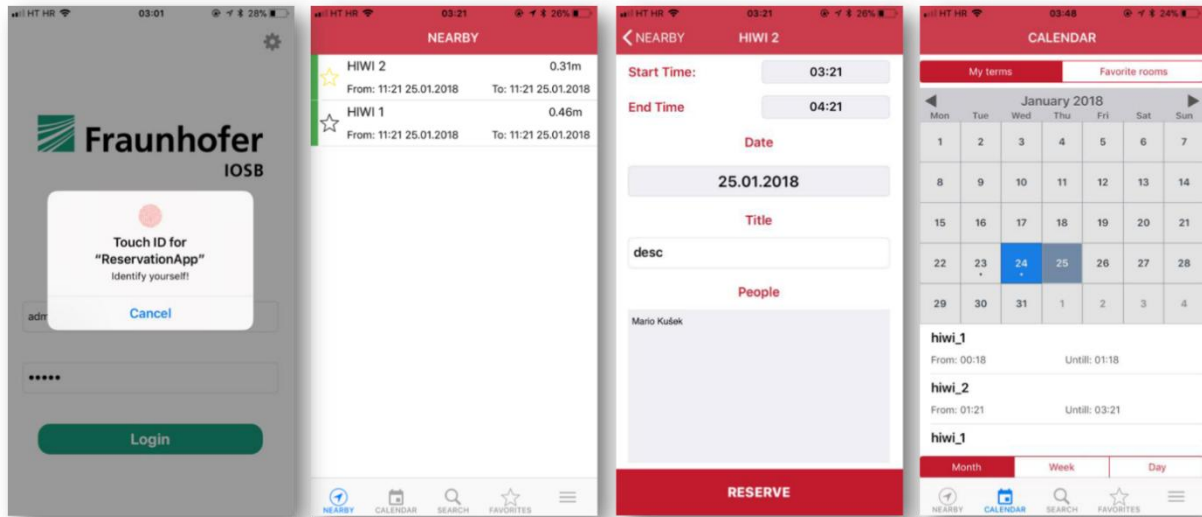 HT HR 03:01 28%
Fraunhofer
IOSB
Touch ID for
“ReservationApp”
Identify yourself!
Cancel
adm
•••••
Login
HT HR 03:21 26%
NEARBY
HIWI 2 0.31m
From: 11:21 25.01.2018 To: 11:21 25.01.2018
HIWI 1 0.46m
From: 11:21 25.01.2018 To: 11:21 25.01.2018
NEARBY CALENDAR SEARCH FAVORITES
HT HR 03:21 26%
NEARBY HIWI 2
Start Time: 03:21
End Time 04:21
Date
25.01.2018
Title
desc
People
Mario Kušek
RESERVE
HT HR 03:48 24%
CALENDAR
My terms Favorite rooms
January 2018
Mon Tue Wed Thu Fri Sat Sun
1 2 3 4 5 6 7
8 9 10 11 12 13 14
15 16 17 18 19 20 21
22 23 24 25 26 27 28
29 30 31 1 2 3 4
hiwi_1
From: 00:18 Untill: 01:18
hiwi_2
From: 01:21 Untill: 03:21
hiwi_1
Month Week Day
NEARBY CALENDAR SEARCH FAVORITES